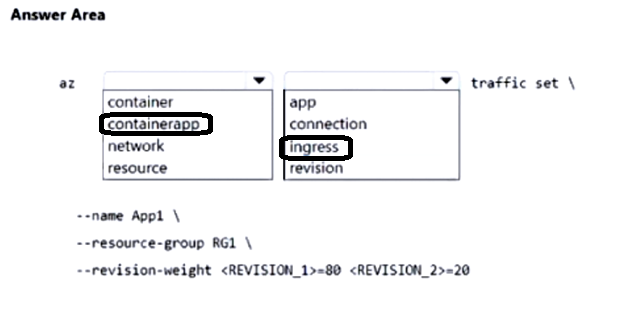 Answer Area
az traffic set \
container app
containerapp connection
network ingress
resource revision
--name App1 \
--resource-group RG1 \
--revision-weight <REVISION_1>=80 <REVISION_2>=20